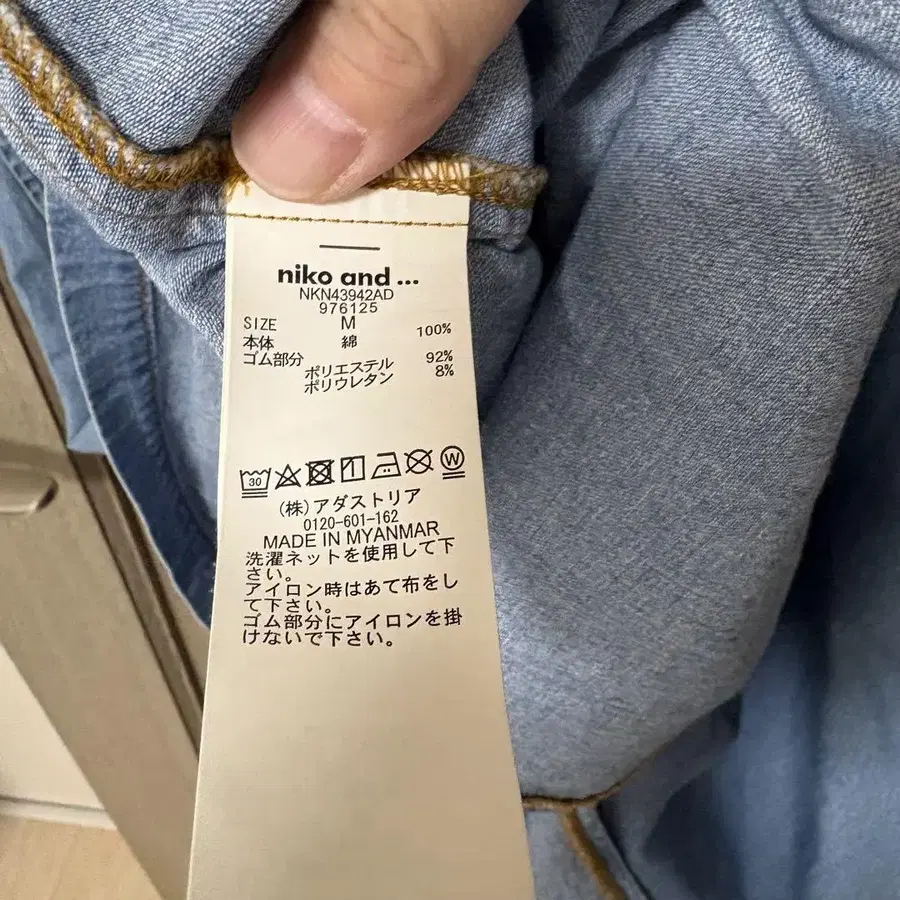 niko and ...
NKN43942AD
976125
SIZE M
本体 綿 100%
ゴム部分 ポリエステル 92%
ポリウレタン 8%
30 W
(株)アダストリア
0120-601-162
MADE IN MYANMAR
洗濯ネットを使用して下
さい。
アイロン時はあて布をし
て下さい。
ゴム部分にアイロンを掛
けないで下さい。